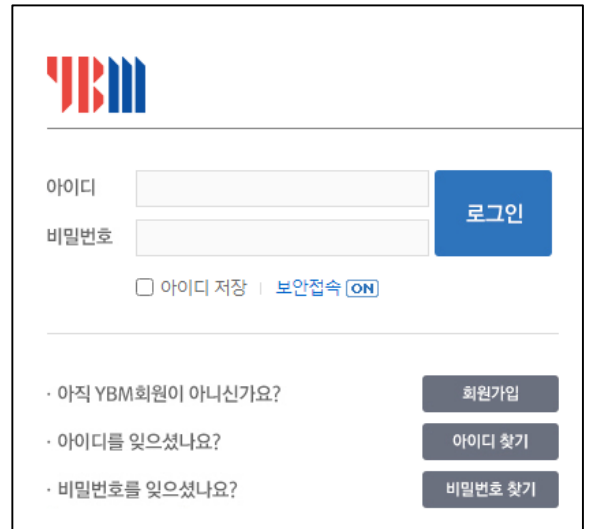 YBM
아이디
비밀번호
로그인
아이디 저장 | 보안접속 ON
· 아직 YBM회원이 아니신가요? 회원가입
· 아이디를 잊으셨나요? 아이디 찾기
· 비밀번호를 잊으셨나요? 비밀번호 찾기